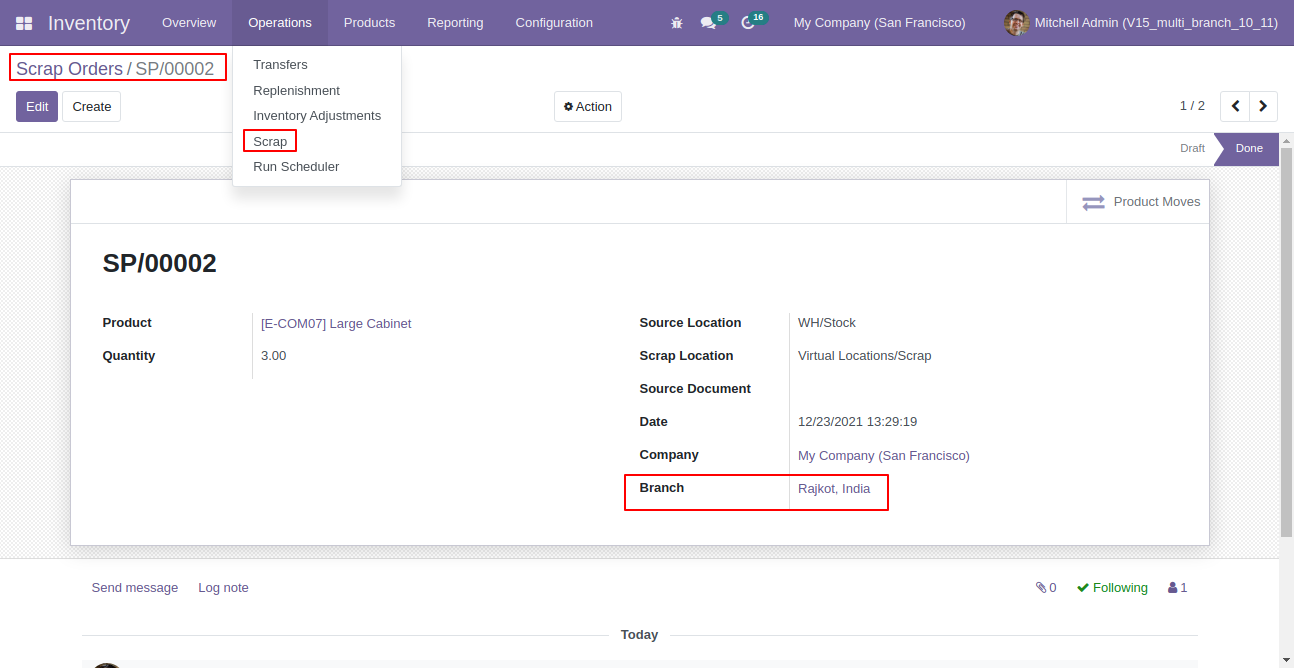 Inventory Overview Operations Products Reporting Configuration 5 16 My Company (San Francisco) Mitchell Admin (V15_multi_branch_10_11)
Scrap Orders / SP/00002
Transfers
Replenishment
Inventory Adjustments
Scrap
Run Scheduler
Edit Create Action 1 / 2
Draft Done
Product Moves
SP/00002
Product [E-COM07] Large Cabinet
Quantity 3.00
Source Location WH/Stock
Scrap Location Virtual Locations/Scrap
Source Document
Date 12/23/2021 13:29:19
Company My Company (San Francisco)
Branch Rajkot, India
Send message Log note 0 Following 1
Today